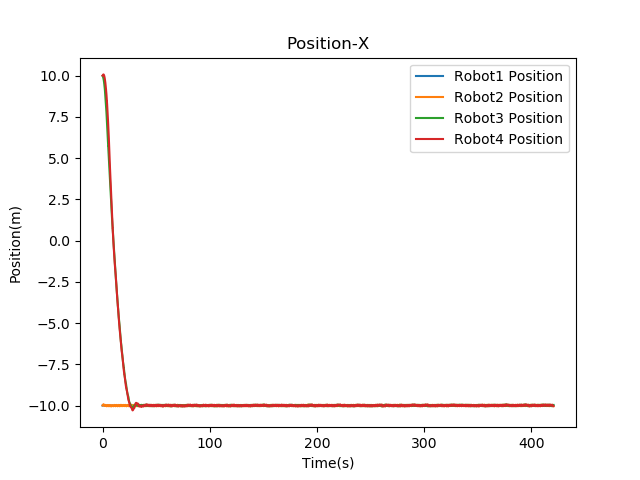 Position-X
10.0
7.5
5.0
2.5
0.0
−2.5
−5.0
−7.5
−10.0
Position(m)
Robot1 Position
Robot2 Position
Robot3 Position
Robot4 Position
0 100 200 300 400
Time(s)